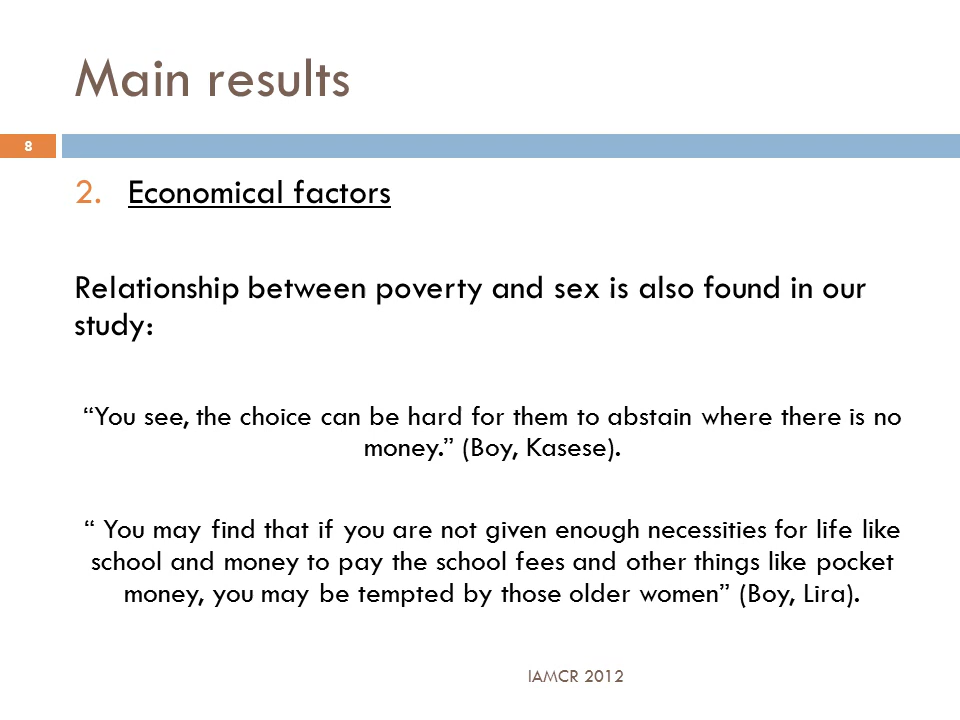 Main results
8
2. Economical factors
Relationship between poverty and sex is also found in our
study:
“You see, the choice can be hard for them to abstain where there is no
money.” (Boy, Kasese).
“ You may find that if you are not given enough necessities for life like
school and money to pay the school fees and other things like pocket
money, you may be tempted by those older women” (Boy, Lira).
IAMCR 2012